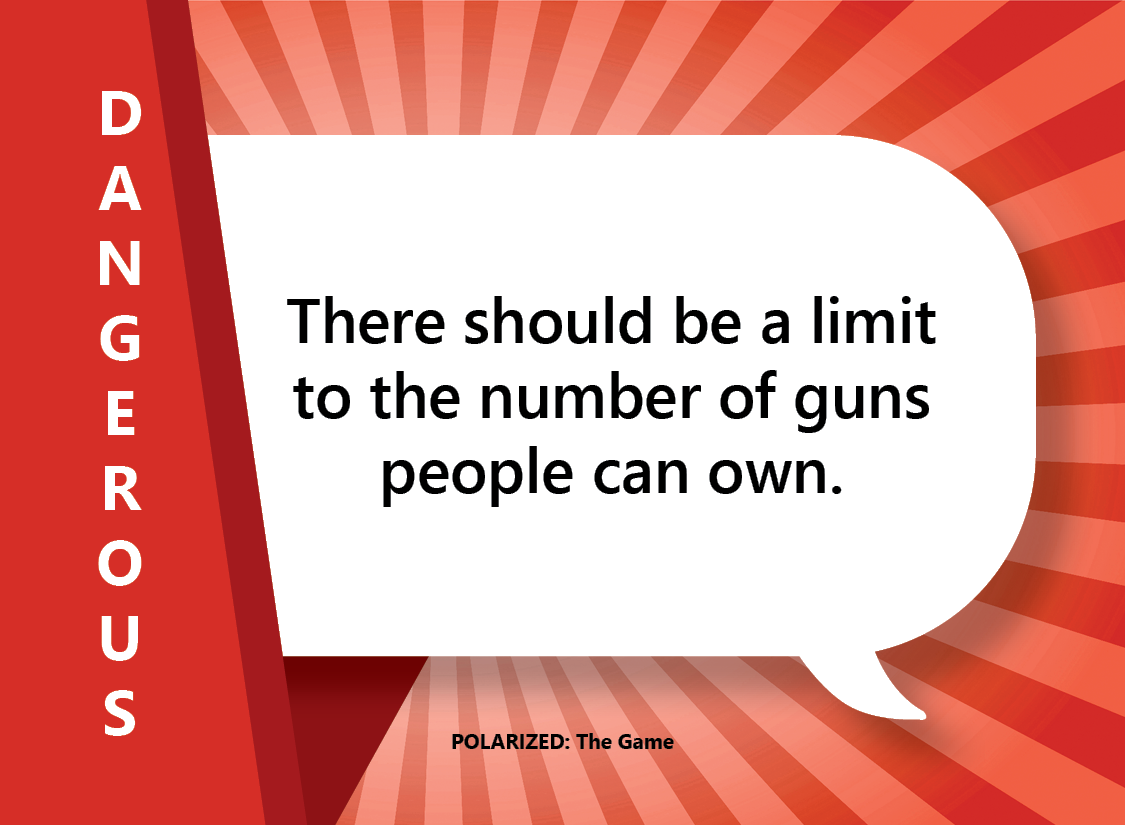 DANGEROUS
There should be a limit
to the number of guns
people can own.
POLARIZED: The Game